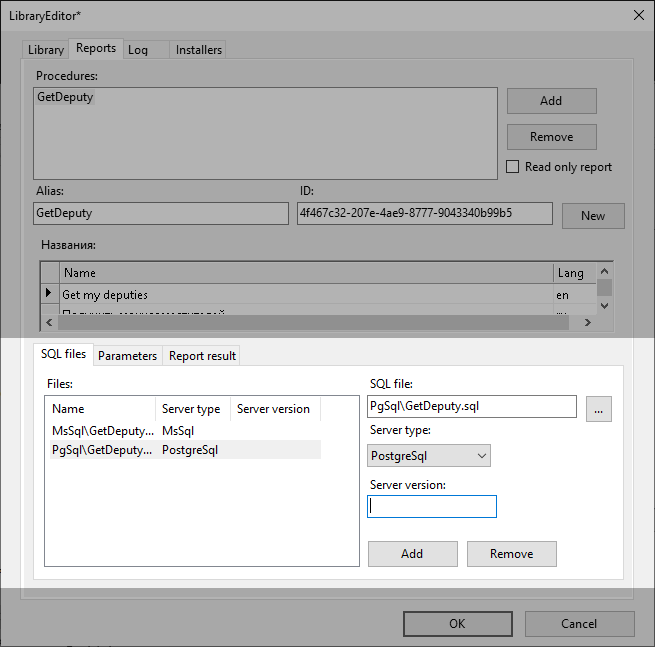 LibraryEditor*
Library Reports Log Installers
Procedures:
GetDeputy
Add
Remove
Read only report
Alias: ID:
GetDeputy 4f467c32-207e-4ae9-8777-9043340b99b5 New
Названия:
Name Lang
Get my deputies en
SQL files Parameters Report result
Files: SQL file:
Name Server type Server version PgSql\GetDeputy.sql ...
MsSql\GetDeputy... MsSql Server type:
PgSql\GetDeputy... PostgreSql PostgreSql
Server version:
Add Remove
OK Cancel